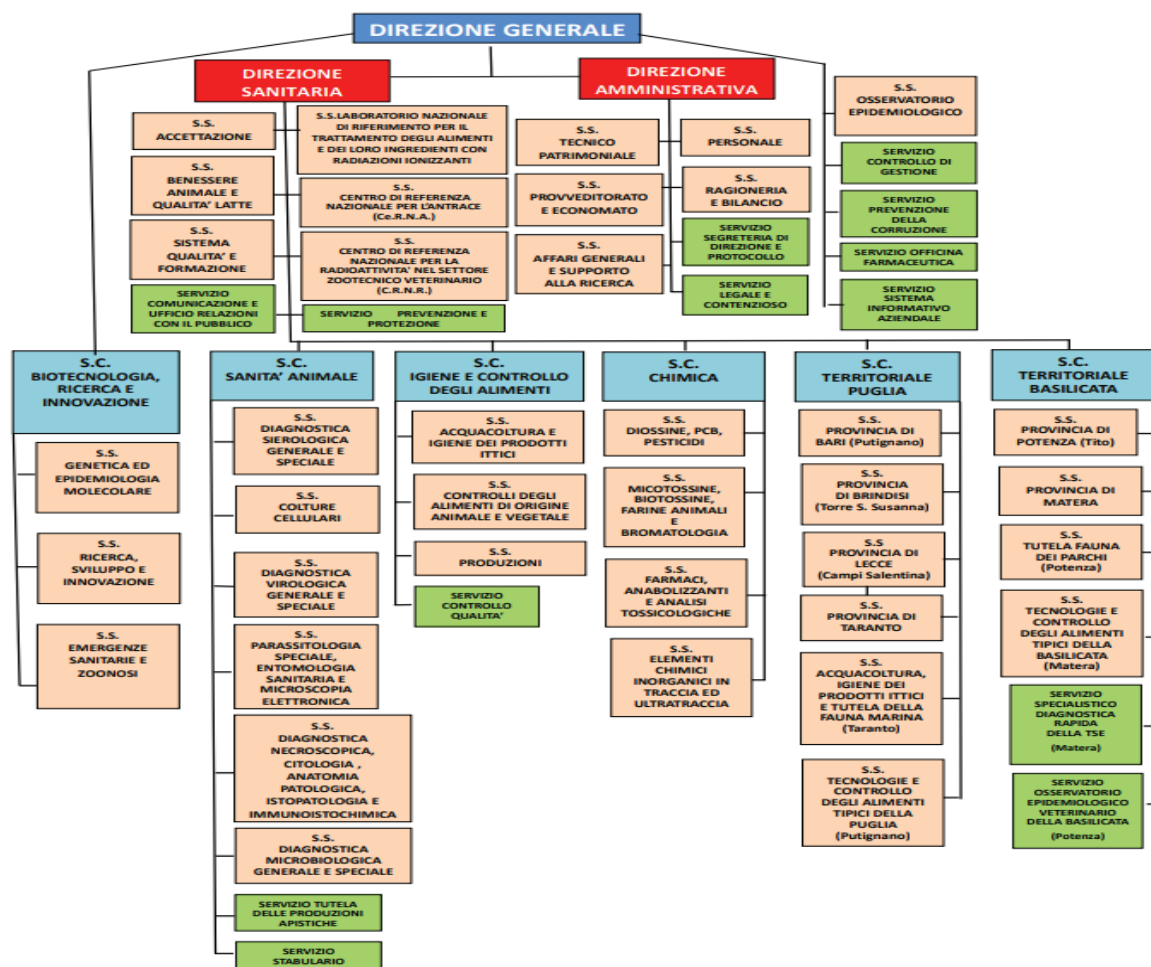 DIREZIONE GENERALE
DIREZIONE
SANITARIA
DIREZIONE
AMMINISTRATIVA
S.S.
OSSERVATORIO
EPIDEMIOLOGICO
SERVIZIO
CONTROLLO DI
GESTIONE
SERVIZIO
PREVENZIONE
DELLA
CORRUZIONE
SERVIZIO OFFICINA
FARMACEUTICA
SERVIZIO
SISTEMA
INFORMATIVO
AZIENDALE
S.S.
ACCETTAZIONE
S.S.LABORATORIO NAZIONALE
DI RIFERIMENTO PER IL
TRATTAMENTO DEGLI ALIMENTI
E DEI LORO INGREDIENTI CON
RADIAZIONI IONIZZANTI
S.S.
BENESSERE
ANIMALE E
QUALITA' LATTE
S.S.
CENTRO DI REFERENZA
NAZIONALE PER L'ANTRACE
(Ce.R.N.A.)
S.S.
SISTEMA
QUALITA' E
FORMAZIONE
S.S.
CENTRO DI REFERENZA
NAZIONALE PER LA
RADIOATTIVITA' NEL SETTORE
ZOOTECNICO VETERINARIO
(C.R.N.R.)
SERVIZIO
COMUNICAZIONE E
UFFICIO RELAZIONI
CON IL PUBBLICO
SERVIZIO PREVENZIONE E
PROTEZIONE
S.S.
TECNICO
PATRIMONIALE
S.S.
PERSONALE
S.S.
PROVVEDITORATO
E ECONOMATO
S.S.
RAGIONERIA
E BILANCIO
SERVIZIO
SEGRETERIA DI
DIREZIONE E
PROTOCOLLO
S.S.
AFFARI GENERALI
E SUPPORTO
ALLA RICERCA
SERVIZIO
LEGALE E
CONTENZIOSO
S.C.
BIOTECNOLOGIA,
RICERCA E
INNOVAZIONE
S.S.
GENETICA ED
EPIDEMIOLOGIA
MOLECOLARE
S.S.
RICERCA,
SVILUPPO E
INNOVAZIONE
S.S.
EMERGENZE
SANITARIE E
ZOONOSI
S.C.
SANITA' ANIMALE
S.S.
DIAGNOSTICA
SIEROLOGICA
GENERALE E
SPECIALE
S.S.
COLTURE
CELLULARI
S.S.
DIAGNOSTICA
VIROLOGICA
GENERALE E
SPECIALE
S.S.
PARASSITOLOGIA
SPECIALE,
ENTOMOLOGIA
SANITARIA E
MICROSCOPIA
ELETTRONICA
S.S.
DIAGNOSTICA
NECROSCOPICA,
CITOLOGIA ,
ANATOMIA
PATOLOGICA,
ISTOPATOLOGIA E
IMMUNOISTOCHIMICA
S.S.
DIAGNOSTICA
MICROBIOLOGICA
GENERALE E SPECIALE
SERVIZIO TUTELA
DELLE PRODUZIONI
APISTICHE
SERVIZIO
STABULARIO
S.C.
IGIENE E CONTROLLO
DEGLI ALIMENTI
S.S.
ACQUACOLTURA E
IGIENE DEI PRODOTTI
ITTICI
S.S.
CONTROLLI DEGLI
ALIMENTI DI ORIGINE
ANIMALE E VEGETALE
S.S.
PRODUZIONI
SERVIZIO
CONTROLLO
QUALITA'
S.C.
CHIMICA
S.S.
DIOSSINE, PCB,
PESTICIDI
S.S.
MICOTOSSINE,
BIOTOSSINE,
FARINE ANIMALI
E
BROMATOLOGIA
S.S.
FARMACI,
ANABOLIZZANTI
E ANALISI
TOSSICOLOGICHE
S.S.
ELEMENTI
CHIMICI
INORGANICI IN
TRACCIA ED
ULTRATRACCIA
S.C.
TERRITORIALE
PUGLIA
S.S.
PROVINCIA DI
BARI (Putignano)
S.S.
PROVINCIA
DI BRINDISI
(Torre S. Susanna)
S.S
PROVINCIA DI
LECCE
(Campi Salentina)
S.S.
PROVINCIA DI
TARANTO
S.S.
ACQUACOLTURA,
IGIENE DEI
PRODOTTI ITTICI
E TUTELA DELLA
FAUNA MARINA
(Taranto)
S.S.
TECNOLOGIE E
CONTROLLO
DEGLI ALIMENTI
TIPICI DELLA
PUGLIA
(Putignano)
S.C.
TERRITORIALE
BASILICATA
S.S.
PROVINCIA DI
POTENZA (Tito)
S.S.
PROVINCIA DI
MATERA
S.S.
TUTELA FAUNA
DEI PARCHI
(Potenza)
S.S.
TECNOLOGIE E
CONTROLLO
DEGLI ALIMENTI
TIPICI DELLA
BASILICATA
(Matera)
SERVIZIO
SPECIALISTICO
DIAGNOSTICA
RAPIDA
DELLA TSE
(Matera)
SERVIZIO
OSSERVATORIO
EPIDEMIOLOGICO
VETERINARIO
DELLA BASILICATA
(Potenza)